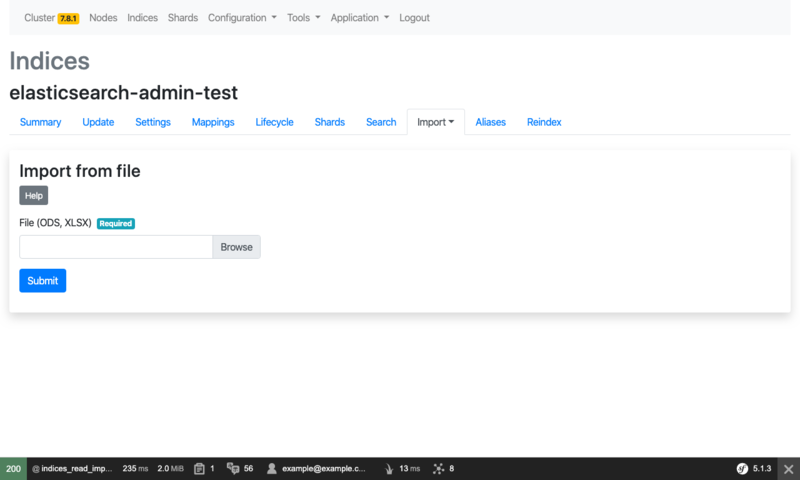 Cluster 7.8.1 Nodes Indices Shards Configuration Tools Application Logout
Indices
elasticsearch-admin-test
Summary Update Settings Mappings Lifecycle Shards Search Import Aliases Reindex
Import from file
Help
File (ODS, XLSX) Required
Browse
Submit
200 @ indices_read_imp... 235 ms 2.0 MiB 1 56 example@example.c... 13 ms 8 5.1.3